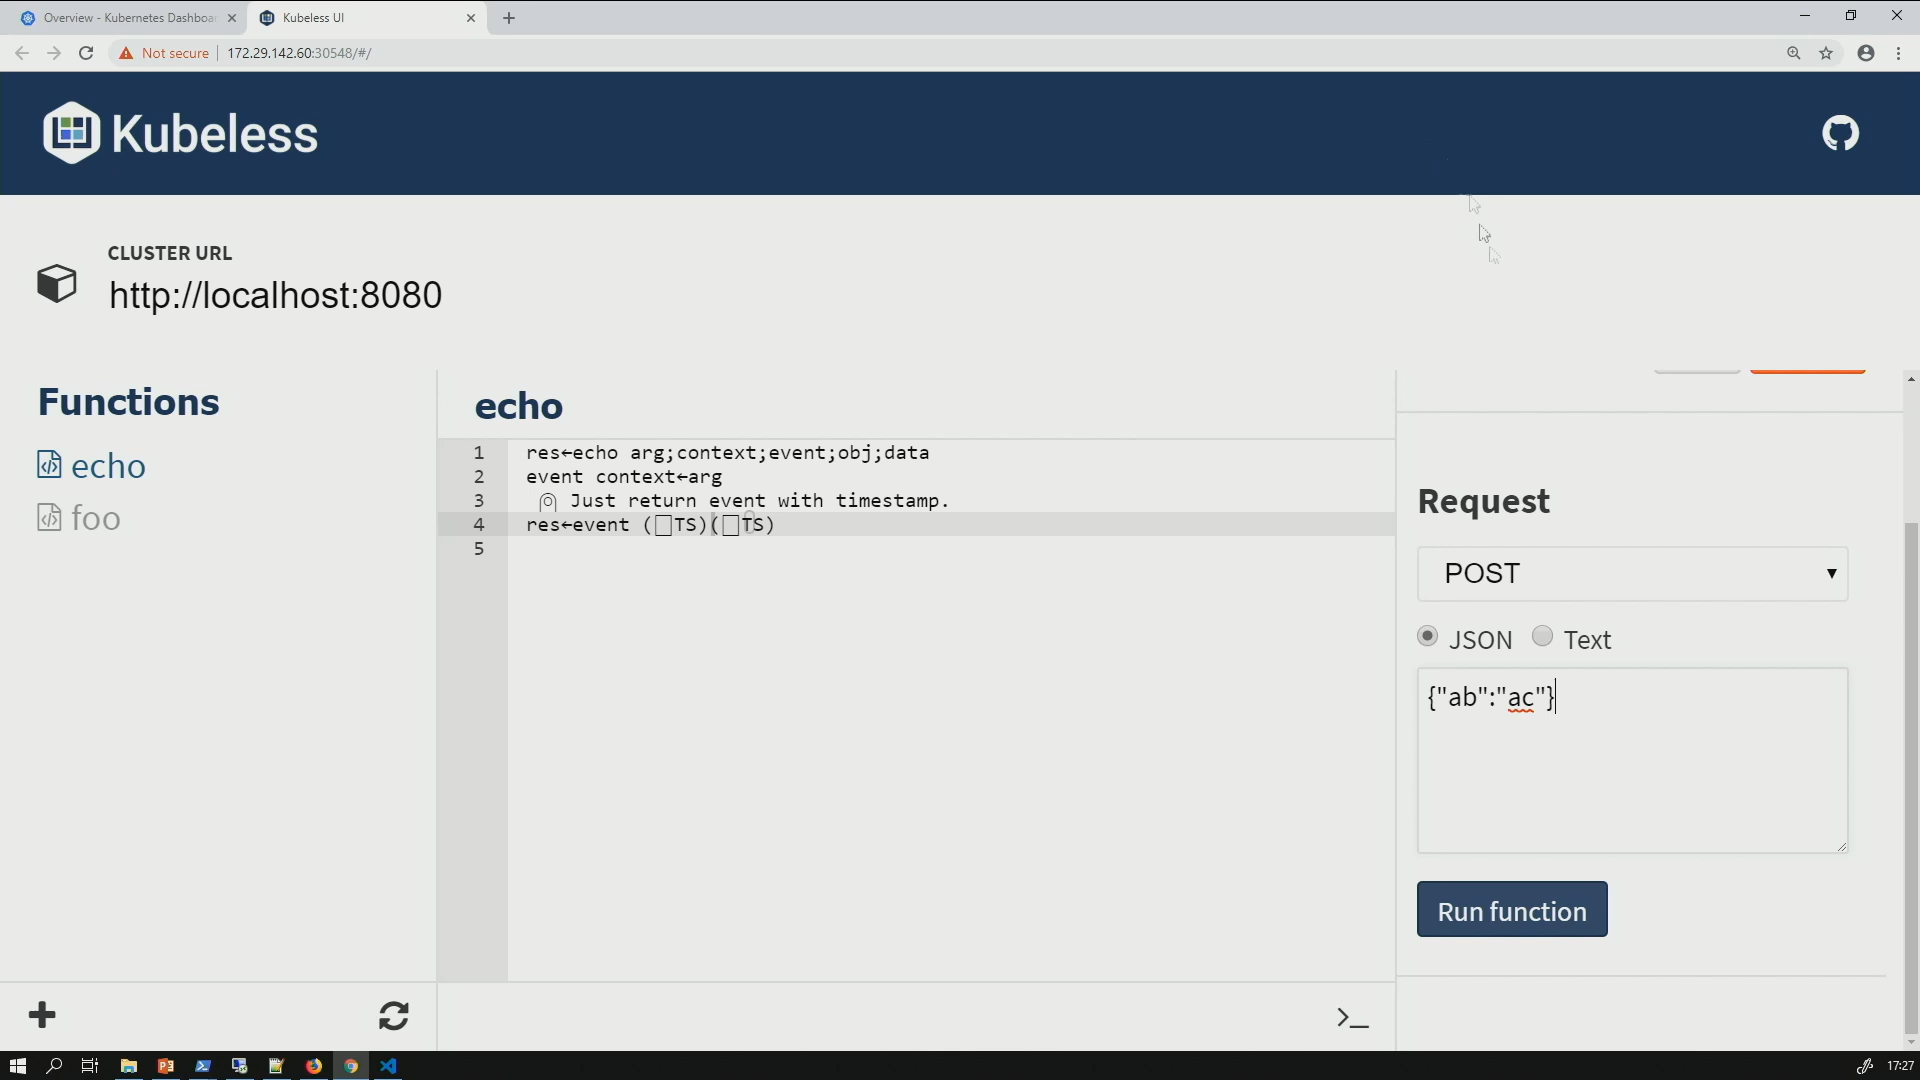 Overview - Kubernetes Dashboa
Kubeless UI
Not secure
172.29.142.60:30548/#/
Kubeless
CLUSTER URL
http://localhost:8080
Functions
echo
foo
echo
1 res←echo arg;context;event;obj;data
2 event context←arg
3 ⍝ Just return event with timestamp.
4 res←event (⎕TS)(⎕TS)
5
Request
POST
JSON
Text
{"ab":"ac"}
Run function
>_
17:27